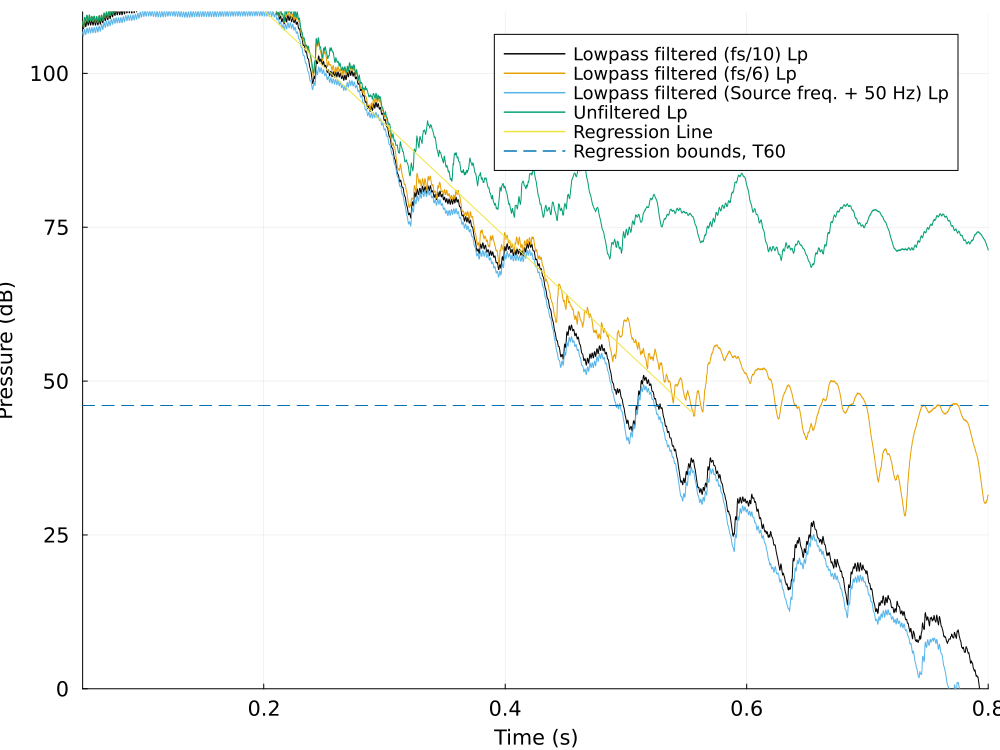 100
75
50
25
0
Pressure (dB)
Lowpass filtered (fs/10) Lp
Lowpass filtered (fs/6) Lp
Lowpass filtered (Source freq. + 50 Hz) Lp
Unfiltered Lp
Regression Line
Regression bounds, T60
0.2
0.4
0.6
0.8
Time (s)